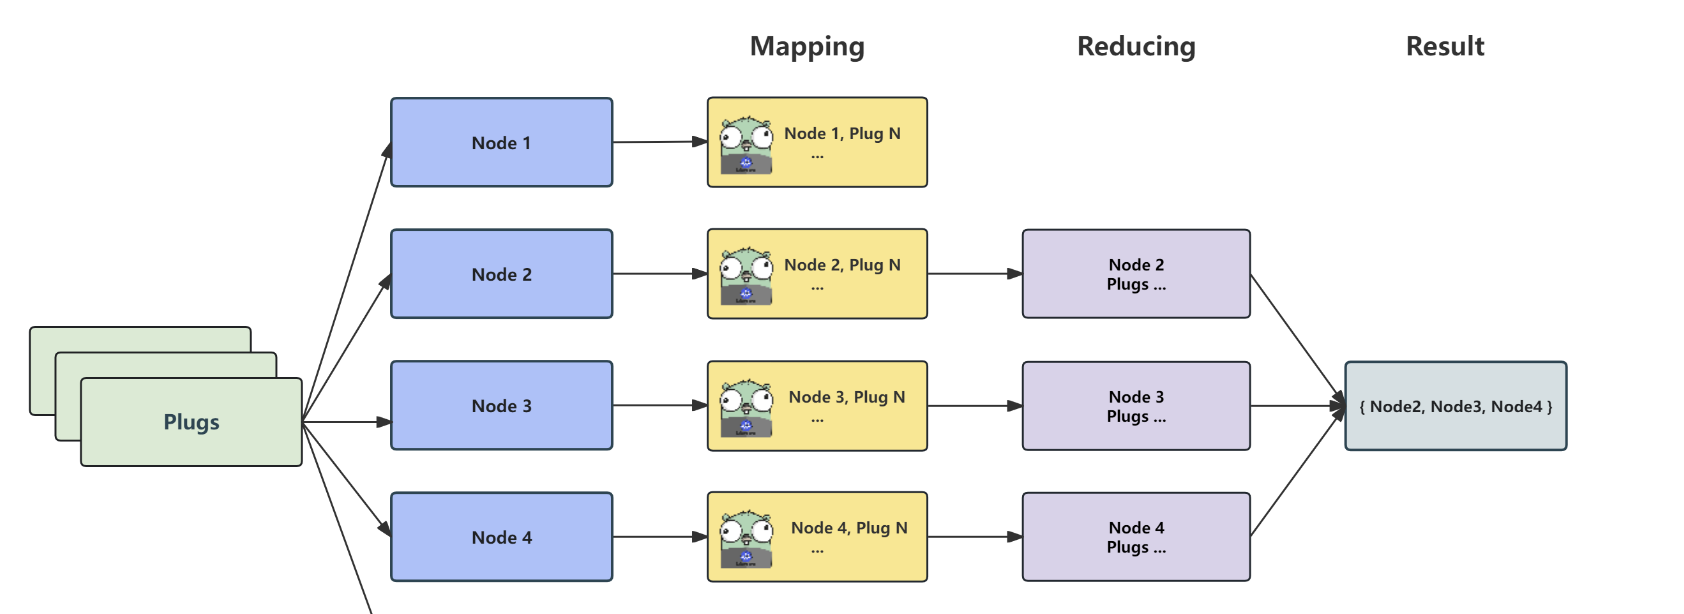 Mapping
Reducing
Result
Node 1
Node 1, Plug N
...
Node 2
Node 2, Plug N
...
Node 2
Plugs ...
Plugs
Node 3
Node 3, Plug N
...
Node 3
Plugs ...
{ Node2, Node3, Node4 }
Node 4
Node 4, Plug N
...
Node 4
Plugs ...